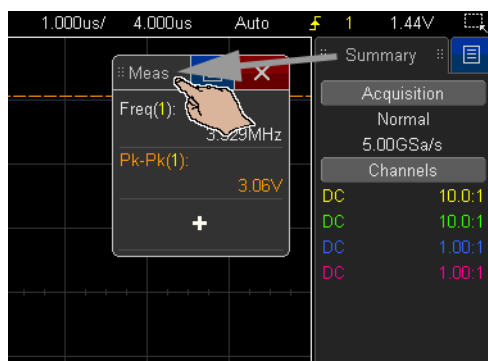 1.000us/ 4.000us Auto 1 1.44V
Meas
Freq(1):
3.929MHz
Pk-Pk(1):
3.06V
+
Summary
Acquisition
Normal
5.00GSa/s
Channels
DC 10.0:1
DC 10.0:1
DC 1.00:1
DC 1.00:1